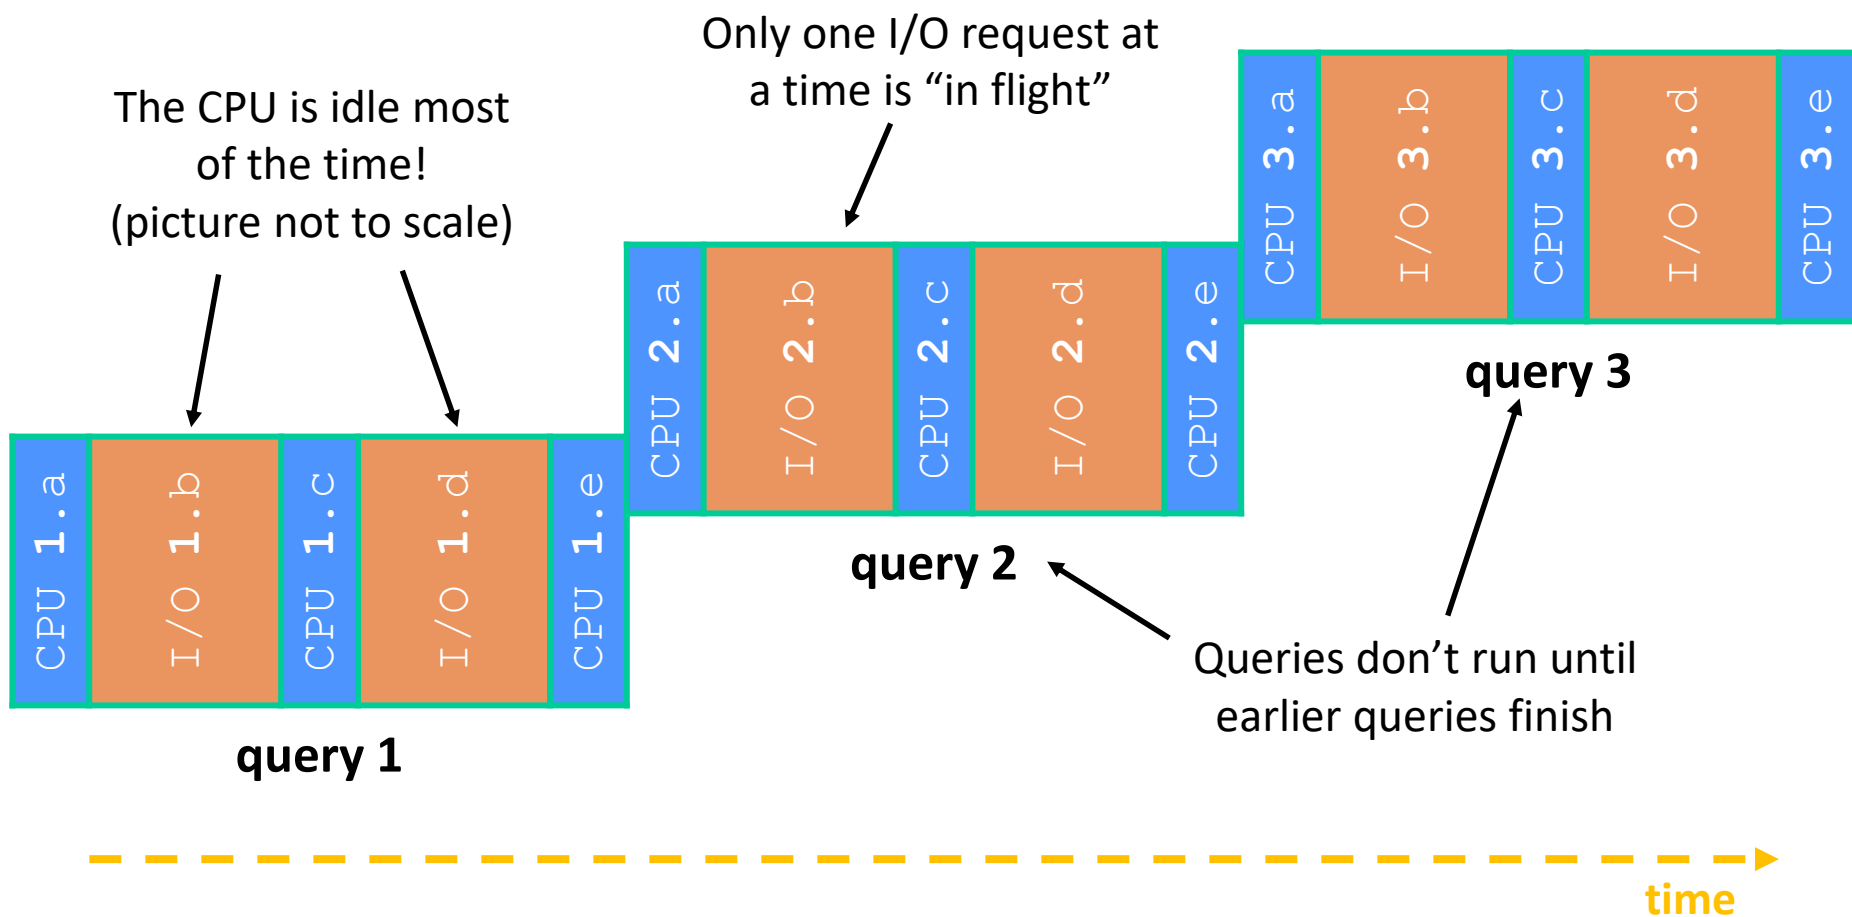 Only one I/O request at
a time is “in flight”
The CPU is idle most
of the time!
(picture not to scale)
CPU 1.a
I/O 1.b
CPU 1.c
I/O 1.d
CPU 1.e
query 1
CPU 2.a
I/O 2.b
CPU 2.c
I/O 2.d
CPU 2.e
query 2
CPU 3.a
I/O 3.b
CPU 3.c
I/O 3.d
CPU 3.e
query 3
Queries don’t run until
earlier queries finish
time